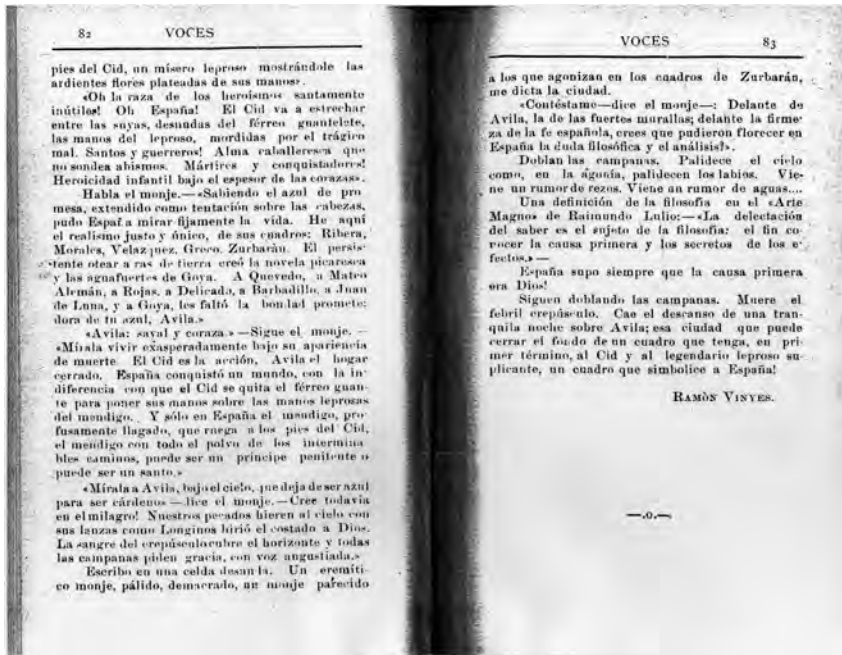 82 VOCES
pies del Cid, un mísero leproso mostrándole las
ardientes flores plateadas de sus manos».
«Oh la raza de los heroísmos santamente
inútiles! Oh España! El Cid va a estrechar
entre las suyas, desnudas del férreo guantelete,
las manos del leproso, mordidas por el trágico
mal. Santos y guerreros! Alma caballeresca que
no sondea abismos. Mártires y conquistadores!
Heroicidad infantil bajo el espesor de las corazas».
Habla el monje.—«Sabiendo el azul de pro
mesa, extendido como tentación sobre las cabezas,
pudo España mirar fijamente la vida. He aquí
el realismo justo y único, de sus cuadros: Ribera,
Morales, Velazquez, Greco, Zurbarán. El persis-
tente otear a ras de tierra creó la novela picaresca
y las aguafuertes de Goya. A Quevedo, a Mateo
Alemán, a Rojas, a Delicado, a Barbadillo, a Juan
de Luna, y a Goya, les faltó la bondad promete-
dora de tu azul, Avila.»
«Avila: sayal y coraza.» —Sigue el monje. —
«Mírala vivir exasperadamente bajo su apariencia
de muerte El Cid es la acción, Avila el hogar
cerrado. España conquistó un mundo, con la in-
diferencia con que el Cid se quita el férreo guan-
te para poner sus manos sobre las manos leprosas
del mendigo. Y sólo en España el mendigo, pro-
fusamente llagado, que ruega a los pies del Cid,
el mendigo con todo el polvo de los intermina
bles caminos, puede ser un príncipe penitente o
puede ser un santo.»
«Mírala a Avila, bajo el cielo, que deja de ser azul
para ser cárdeno» —dice el monje.—Cree todavía
en el milagro! Nuestros pecados hieren al cielo con
sus lanzas como Longinos hirió el costado a Dios.
La sangre del crepúsculo cubre el horizonte y todas
las campanas piden gracia, con voz angustiada.»
Escribo en una celda desnuda. Un eremíti-
co monje, pálido, demacrado, un monje parecido
VOCES 83
a los que agonizan en los cuadros de Zurbarán,
me dicta la ciudad.
«Contéstame—dice el monje—: Delante de
Avila, la de las fuertes murallas; delante la firme-
za de la fe española, crees que pudieron florecer en
España la duda filosófica y el análisis?».
Doblan las campanas. Palidece el cielo
como, en la agonía, palidecen los labios. Vie-
ne un rumor de rezos. Viene un rumor de aguas....
Una definición de la filosofía en el «Arte
Magno» de Raimundo Lulio:—«La delectación
del saber es el sujeto de la filosofía: el fin co-
nocer la causa primera y los secretos de los e-
fectos.» —
España supo siempre que la causa primera
era Dios!
Siguen doblando las campanas. Muere el
febril crepúsculo. Cae el descanso de una tran-
quila noche sobre Avila; esa ciudad que puede
cerrar el fondo de un cuadro que tenga, en pri-
mer término, al Cid y al legendario leproso su-
plicante, un cuadro que simbolice a España!
RAMÒN VINYES.
—.o.—